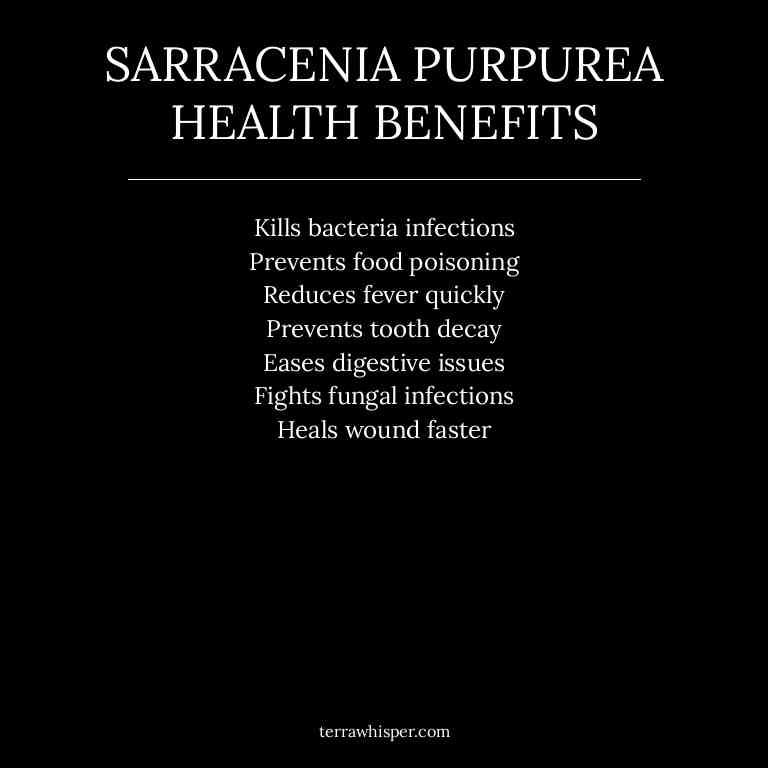 SARRACENIA PURPUREA
HEALTH BENEFITS
Kills bacteria infections
Prevents food poisoning
Reduces fever quickly
Prevents tooth decay
Eases digestive issues
Fights fungal infections
Heals wound faster
terrawhisper.com